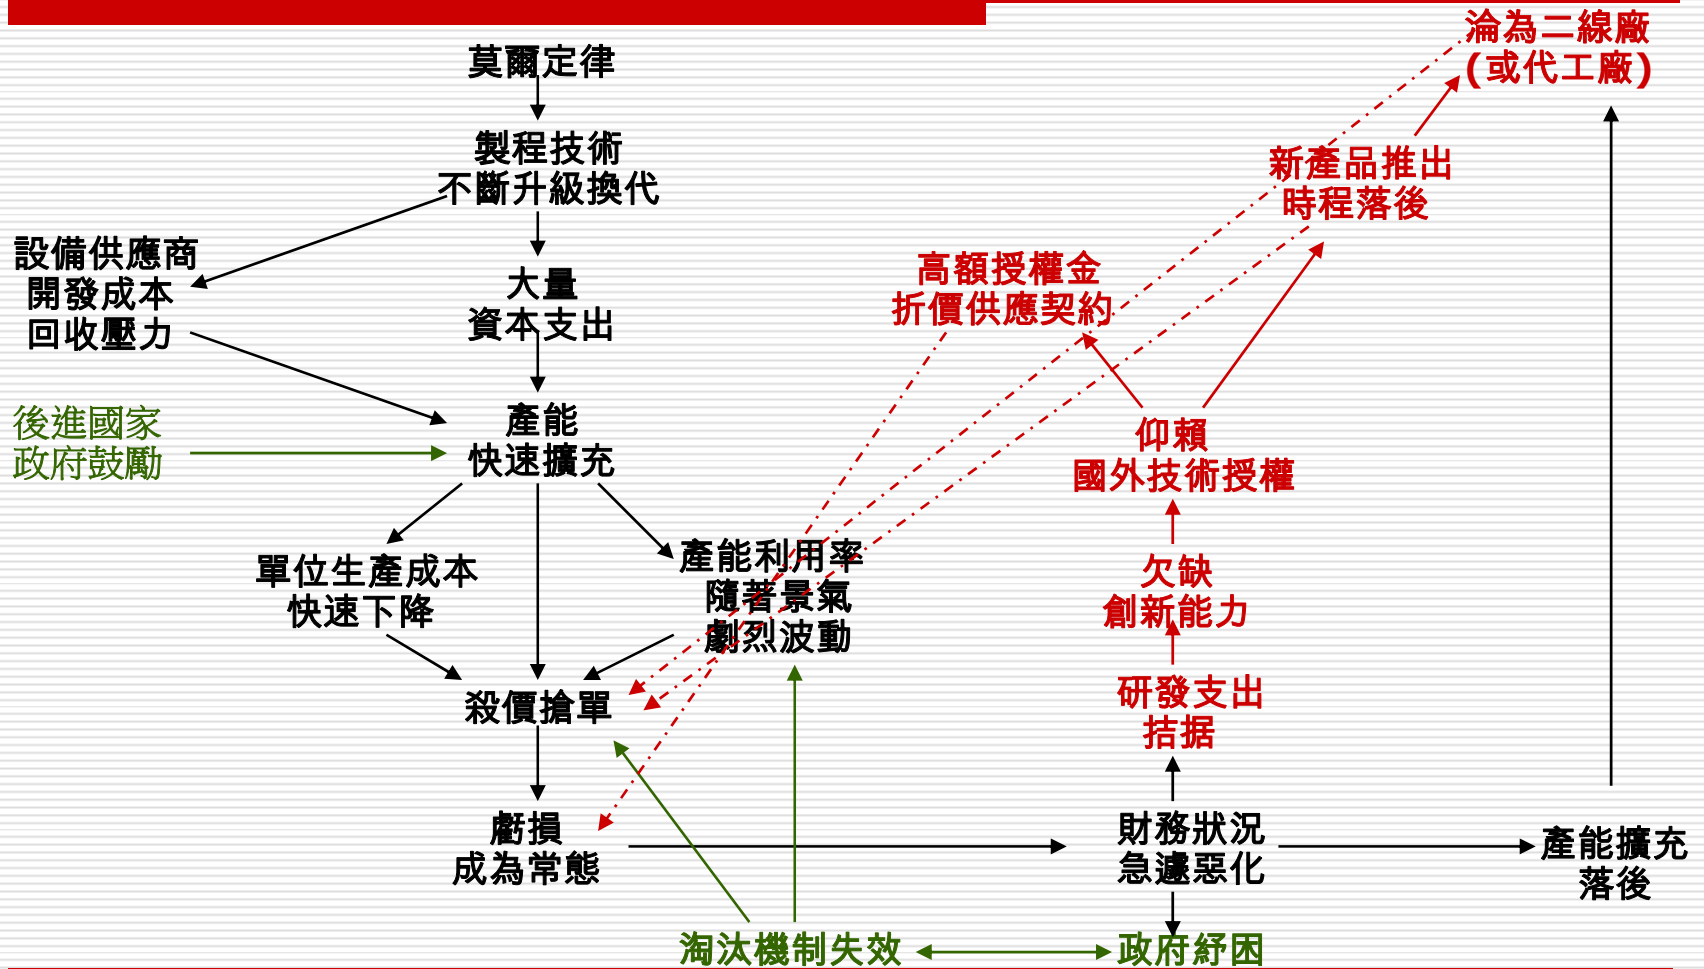 莫爾定律
製程技術
不斷升級換代
設備供應商
開發成本
回收壓力
大量
資本支出
後進國家
政府鼓勵
產能
快速擴充
單位生產成本
快速下降
產能利用率
隨著景氣
劇烈波動
殺價搶單
虧損
成為常態
淘汰機制失效
政府紓困
財務狀況
急遽惡化
產能擴充
落後
研發支出
拮据
欠缺
創新能力
仰賴
國外技術授權
高額授權金
折價供應契約
新產品推出
時程落後
淪為二線廠
(或代工廠)